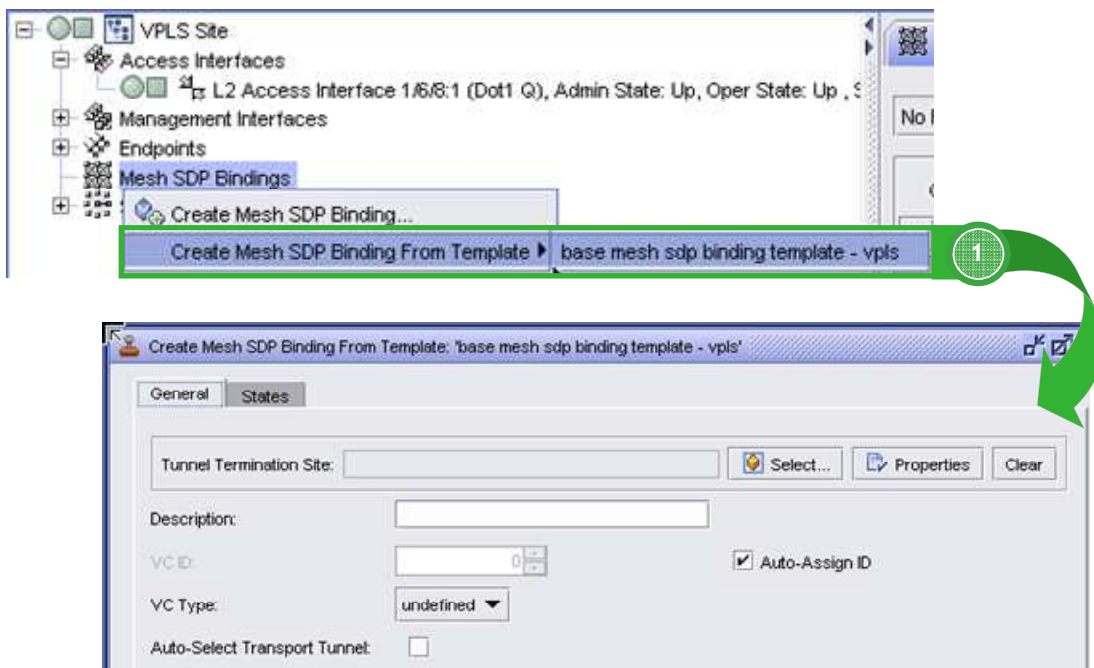 VPLS Site
Access Interfaces
L2 Access Interface 1/6/8:1 (Dot1 Q), Admin State: Up, Oper State: Up , S
Management Interfaces
No
Endpoints
Mesh SDP Bindings
Create Mesh SDP Binding...
Create Mesh SDP Binding From Template base mesh sdp binding template - vpls
1
Create Mesh SDP Binding From Template: 'base mesh sdp binding template - vpls'
General States
Tunnel Termination Site: Select... Properties Clear
Description:
VC ID: 0 Auto-Assign ID
VC Type: undefined
Auto-Select Transport Tunnel: